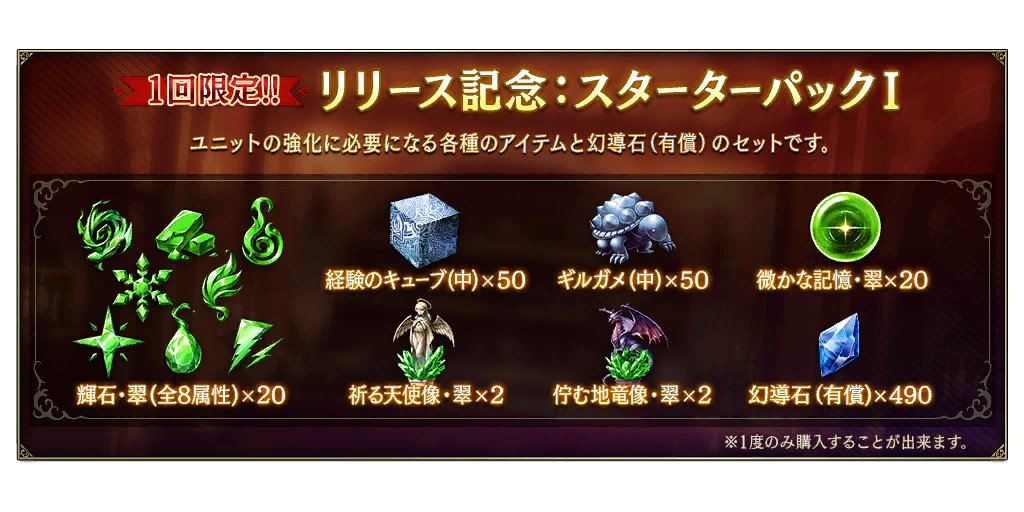 1回限定!! リリース記念：スターターパックⅠ
ユニットの強化に必要になる各種のアイテムと幻導石（有償）のセットです。
経験のキューブ(中)×50
ギルガメ(中)×50
微かな記憶・翠×20
輝石・翠(全8属性)×20
祈る天使像・翠×2
佇む地竜像・翠×2
幻導石（有償)×490
※1度のみ購入することが出来ます。